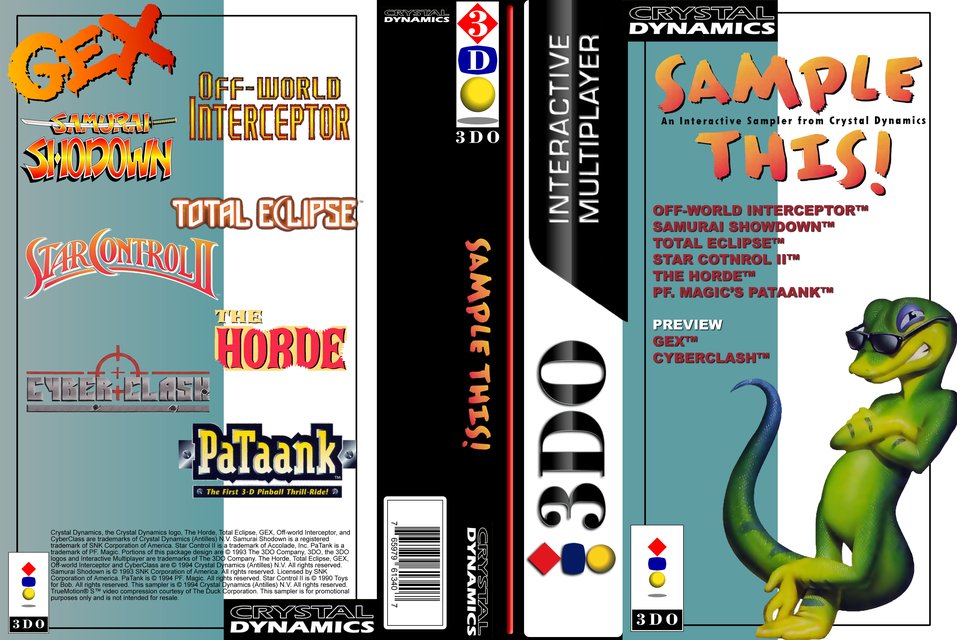 GEX
OFF-WORLD
INTERCEPTOR
SAMURAI
SHODOWN
TOTAL ECLIPSE™
STAR CONTROL II
THE
HORDE
CYBER-CLASH
PaTaank™
The First 3-D Pinball Thrill-Ride!
Crystal Dynamics, the Crystal Dynamics logo, The Horde, Total Eclipse, GEX, Off-world Interceptor, and
CyberClass are trademarks of Crystal Dynamics (Antilles) N.V. Samurai Shodown is a registered
trademark of SNK Corporation of America. Star Control II is a trademark of Accolade, Inc. PaTank is a
trademark of PF. Magic. Portions of this package design are © 1993 The 3DO Company, 3DO, the 3DO
logos and Interactive Multiplayer are trademarks of The 3DO Company. The Horde, Total Eclipse, GEX,
Off-world Interceptor and CyberClass are © 1994 Crystal Dynamics (Antilles) N.V. All rights reserved.
Samurai Shodown is © 1993 SNK Corporation of America. All rights reserved. Licensed by SNK
Corporation of America. PaTank is © 1994 PF. Magic. All rights reserved. Star Control II is © 1990 Toys
for Bob. All rights reserved. This sampler is © 1994 Crystal Dynamics (Antilles) N.V. All rights reserved.
TrueMotion® S™ video compression courtesy of The Duck Corporation. This sampler is for promotional
purposes only and is not intended for resale.
D
3DO
CRYSTAL
DYNAMICS
CRYSTAL
DYNAMICS
3
D
3DO
SAMPLE THIS!
7 65979 61340 7
CRYSTAL
DYNAMICS
INTERACTIVE
MULTIPLAYER
3DO
CRYSTAL
DYNAMICS
SAMPLE
An Interactive Sampler from Crystal Dynamics
THIS!
OFF-WORLD INTERCEPTOR™
SAMURAI SHOWDOWN™
TOTAL ECLIPSE™
STAR COTNROL II™
THE HORDE™
PF. MAGIC'S PATAANK™
PREVIEW
GEX™
CYBERCLASH™
D
3DO